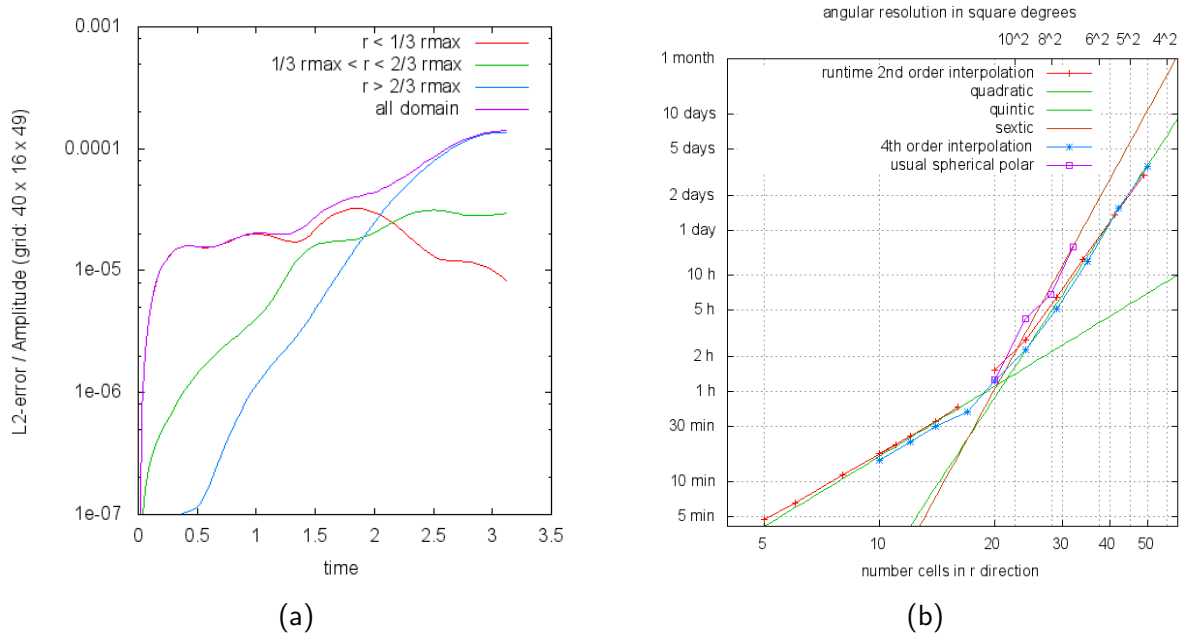 0.001
0.0001
1e-05
1e-06
1e-07
L2-error / Amplitude (grid: 40 x 16 x 49)
r < 1/3 rmax
1/3 rmax < r < 2/3 rmax
r > 2/3 rmax
all domain
0 0.5 1 1.5 2 2.5 3 3.5
time
(a)
angular resolution in square degrees
10^2 8^2 6^2 5^2 4^2
1 month
10 days
5 days
2 days
1 day
10 h
5 h
2 h
1 h
30 min
10 min
5 min
runtime 2nd order interpolation
quadratic
quintic
sextic
4th order interpolation
usual spherical polar
5 10 20 30 40 50
number cells in r direction
(b)